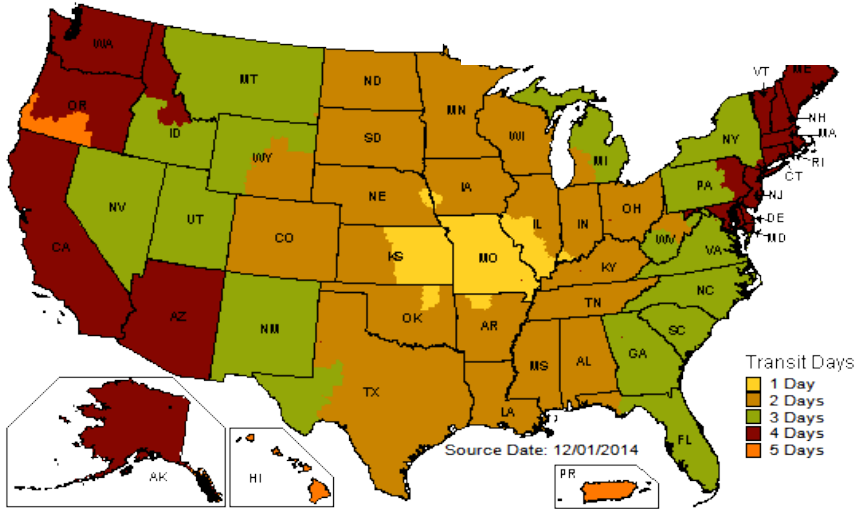 WA
MT
ND
MN
VT
ME
OR
ID
SD
WI
MI
NY
NH
MA
RI
CT
WY
IA
PA
NJ
NE
OH
DE
MD
NV
UT
CO
IL
IN
WV
VA
CA
KS
MO
KY
NC
AZ
NM
OK
AR
TN
SC
TX
MS
AL
GA
LA
FL
AK
HI
PR
Source Date: 12/01/2014
Transit Days
1 Day
2 Days
3 Days
4 Days
5 Days